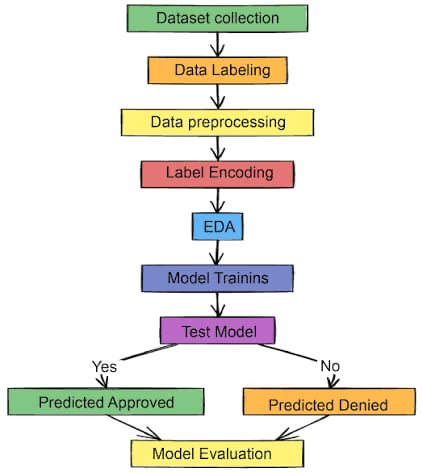 Dataset collection
Data Labeling
Data preprocessing
Label Encoding
EDA
Model Trainins
Test Model
Yes
No
Predicted Approved
Predicted Denied
Model Evaluation